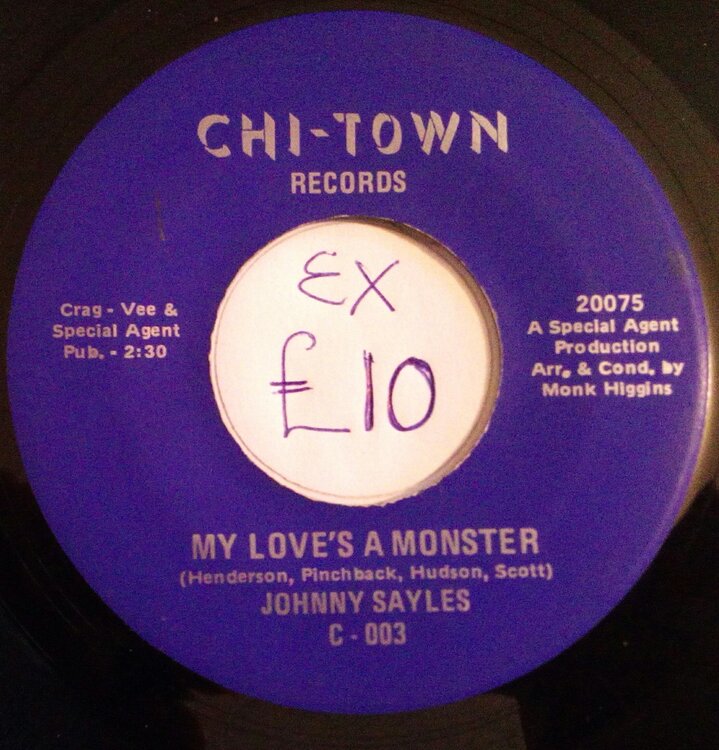 CHI-TOWN
RECORDS
EX
£10
Crag - Vee &
Special Agent
Pub. - 2:30
20075
A Special Agent
Production
Arr. & Cond. by
Monk Higgins
MY LOVE'S A MONSTER
(Henderson, Pinchback, Hudson, Scott)
JOHNNY SAYLES
C - 003